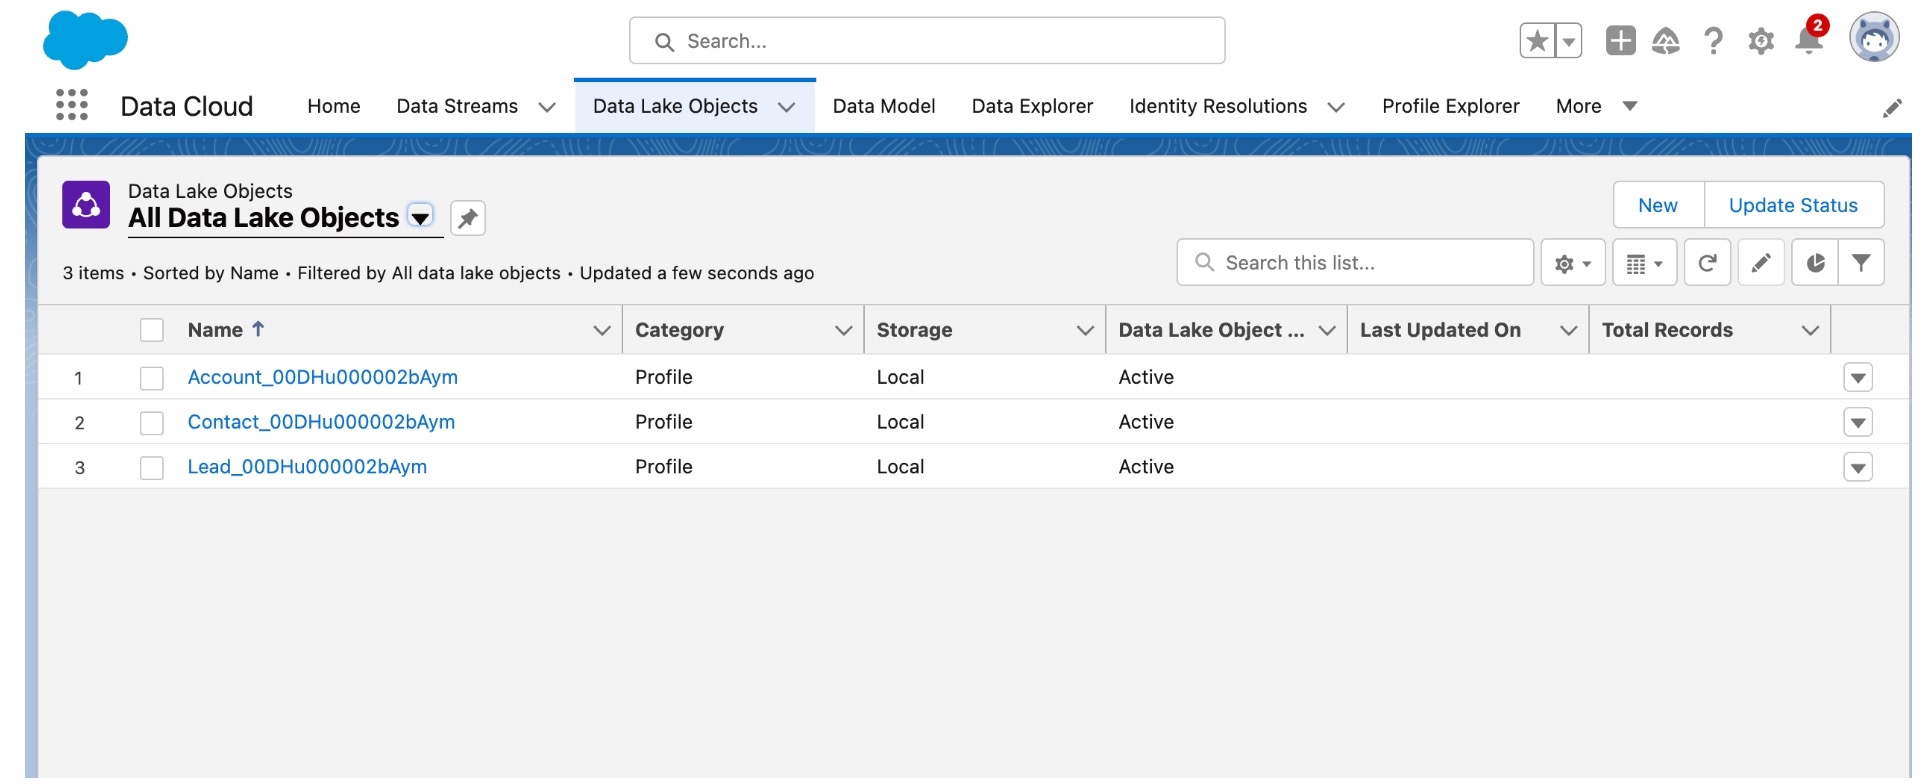 Search...
2
Data Cloud Home Data Streams Data Lake Objects Data Model Data Explorer Identity Resolutions Profile Explorer More
Data Lake Objects
All Data Lake Objects
New Update Status
3 items • Sorted by Name • Filtered by All data lake objects • Updated a few seconds ago
Search this list...
Name Category Storage Data Lake Object ... Last Updated On Total Records
1 Account_00DHu000002bAym Profile Local Active
2 Contact_00DHu000002bAym Profile Local Active
3 Lead_00DHu000002bAym Profile Local Active